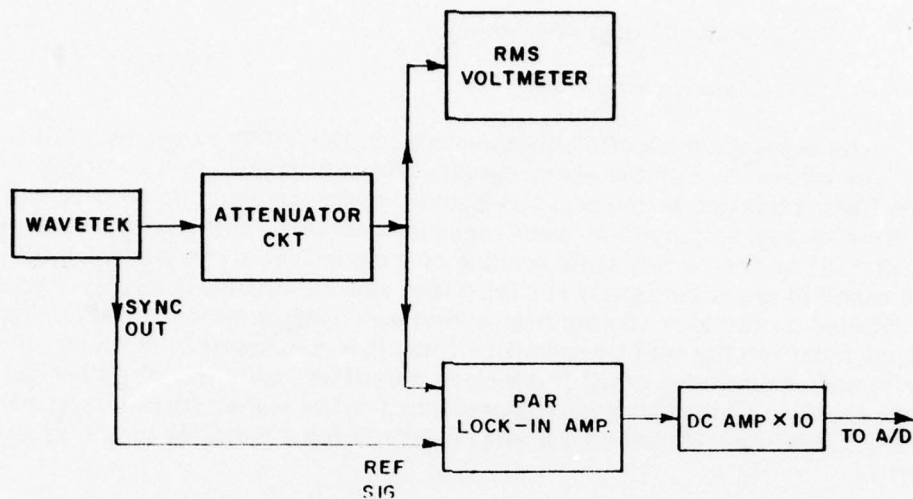 RMS
VOLTMETER
WAVETEK
ATTENUATOR
CKT
SYNC
OUT
PAR
LOCK-IN AMP.
DC AMP × 10
TO A/D
REF
SIG